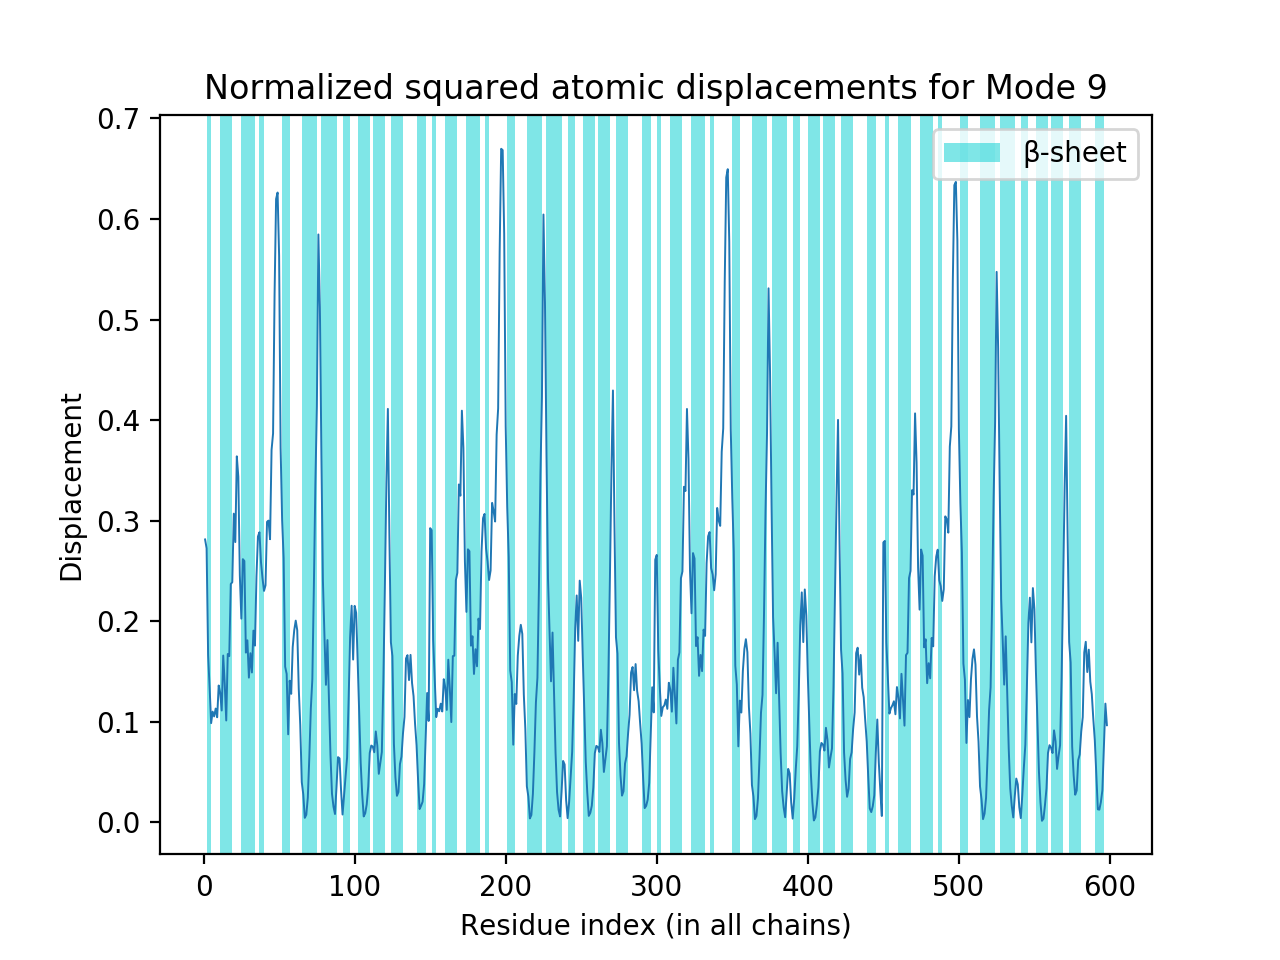 Normalized squared atomic displacements for Mode 9
β-sheet
Displacement
0.7
0.6
0.5
0.4
0.3
0.2
0.1
0.0
0 100 200 300 400 500 600
Residue index (in all chains)